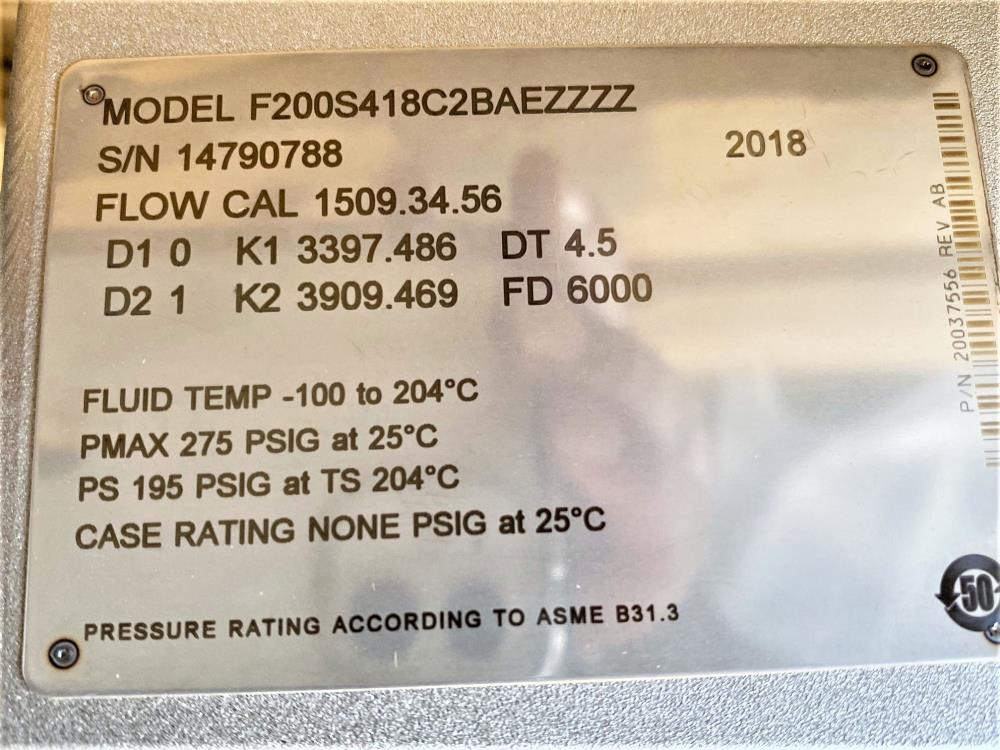 MODEL F200S418C2BAEZZZZ
S/N 14790788 2018
FLOW CAL 1509.34.56
D1 0 K1 3397.486 DT 4.5
D2 1 K2 3909.469 FD 6000
FLUID TEMP -100 to 204°C
PMAX 275 PSIG at 25°C
PS 195 PSIG at TS 204°C
CASE RATING NONE PSIG at 25°C
PRESSURE RATING ACCORDING TO ASME B31.3
P/N 20037556 REV AB
50